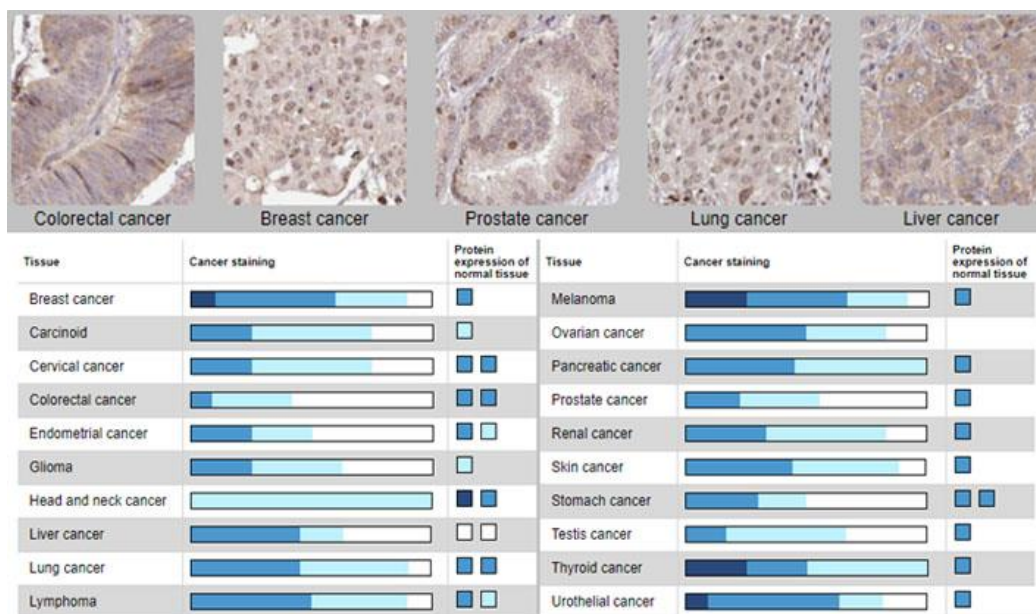 Colorectal cancer
Breast cancer
Prostate cancer
Lung cancer
Liver cancer
Tissue
Cancer staining
Protein
expression of
normal tissue
Breast cancer
Carcinoid
Cervical cancer
Colorectal cancer
Endometrial cancer
Glioma
Head and neck cancer
Liver cancer
Lung cancer
Lymphoma
Tissue
Cancer staining
Protein
expression of
normal tissue
Melanoma
Ovarian cancer
Pancreatic cancer
Prostate cancer
Renal cancer
Skin cancer
Stomach cancer
Testis cancer
Thyroid cancer
Urothelial cancer